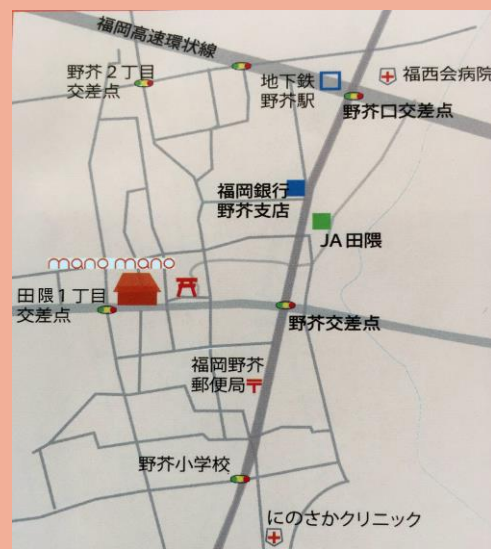 福岡高速環状線
野芥２丁目
交差点
地下鉄
野芥駅
福西会病院
野芥口交差点
福岡銀行
野芥支店
JA田隈
mano mano
田隈１丁目
交差点
野芥交差点
福岡野芥
郵便局
野芥小学校
にのさかクリニック